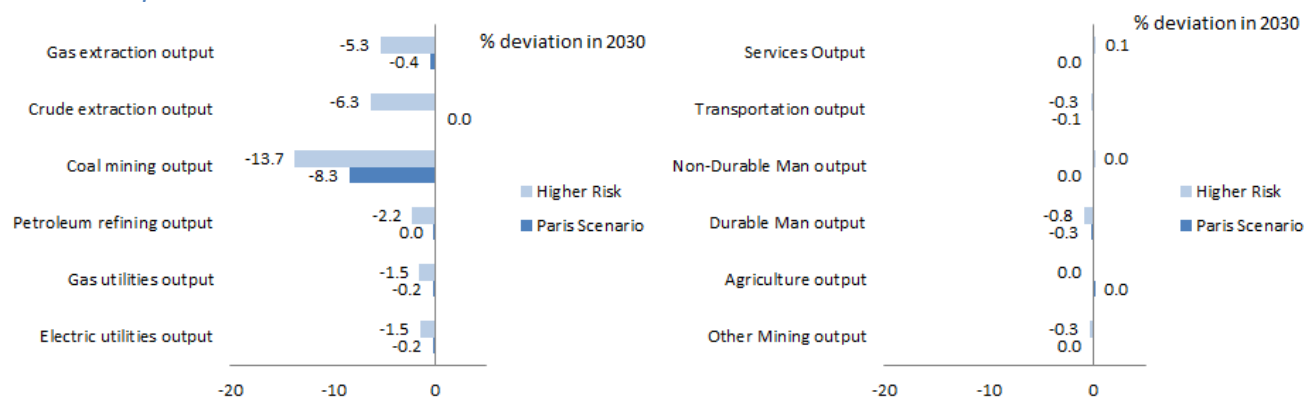 % deviation in 2030
Gas extraction output
-5.3
-0.4
Crude extraction output
-6.3
0.0
Coal mining output
-13.7
-8.3
Petroleum refining output
-2.2
0.0
Gas utilities output
-1.5
-0.2
Electric utilities output
-1.5
-0.2
Higher Risk
Paris Scenario
-20
-10
0
% deviation in 2030
Services Output
0.1
0.0
Transportation output
-0.3
-0.1
Non-Durable Man output
0.0
0.0
Durable Man output
-0.8
-0.3
Agriculture output
0.0
0.0
Other Mining output
-0.3
0.0
Higher Risk
Paris Scenario
-20
-10
0